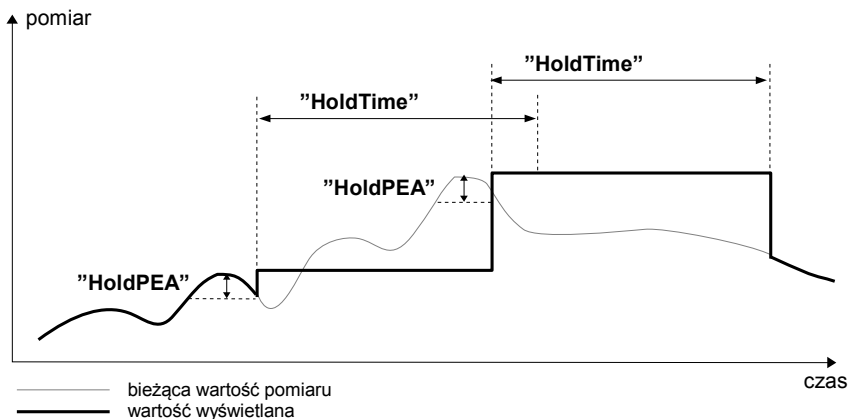 pomiar
”HoldTime”
”HoldTime”
”HoldPEA”
”HoldPEA”
czas
bieżąca wartość pomiaru
wartość wyświetlana